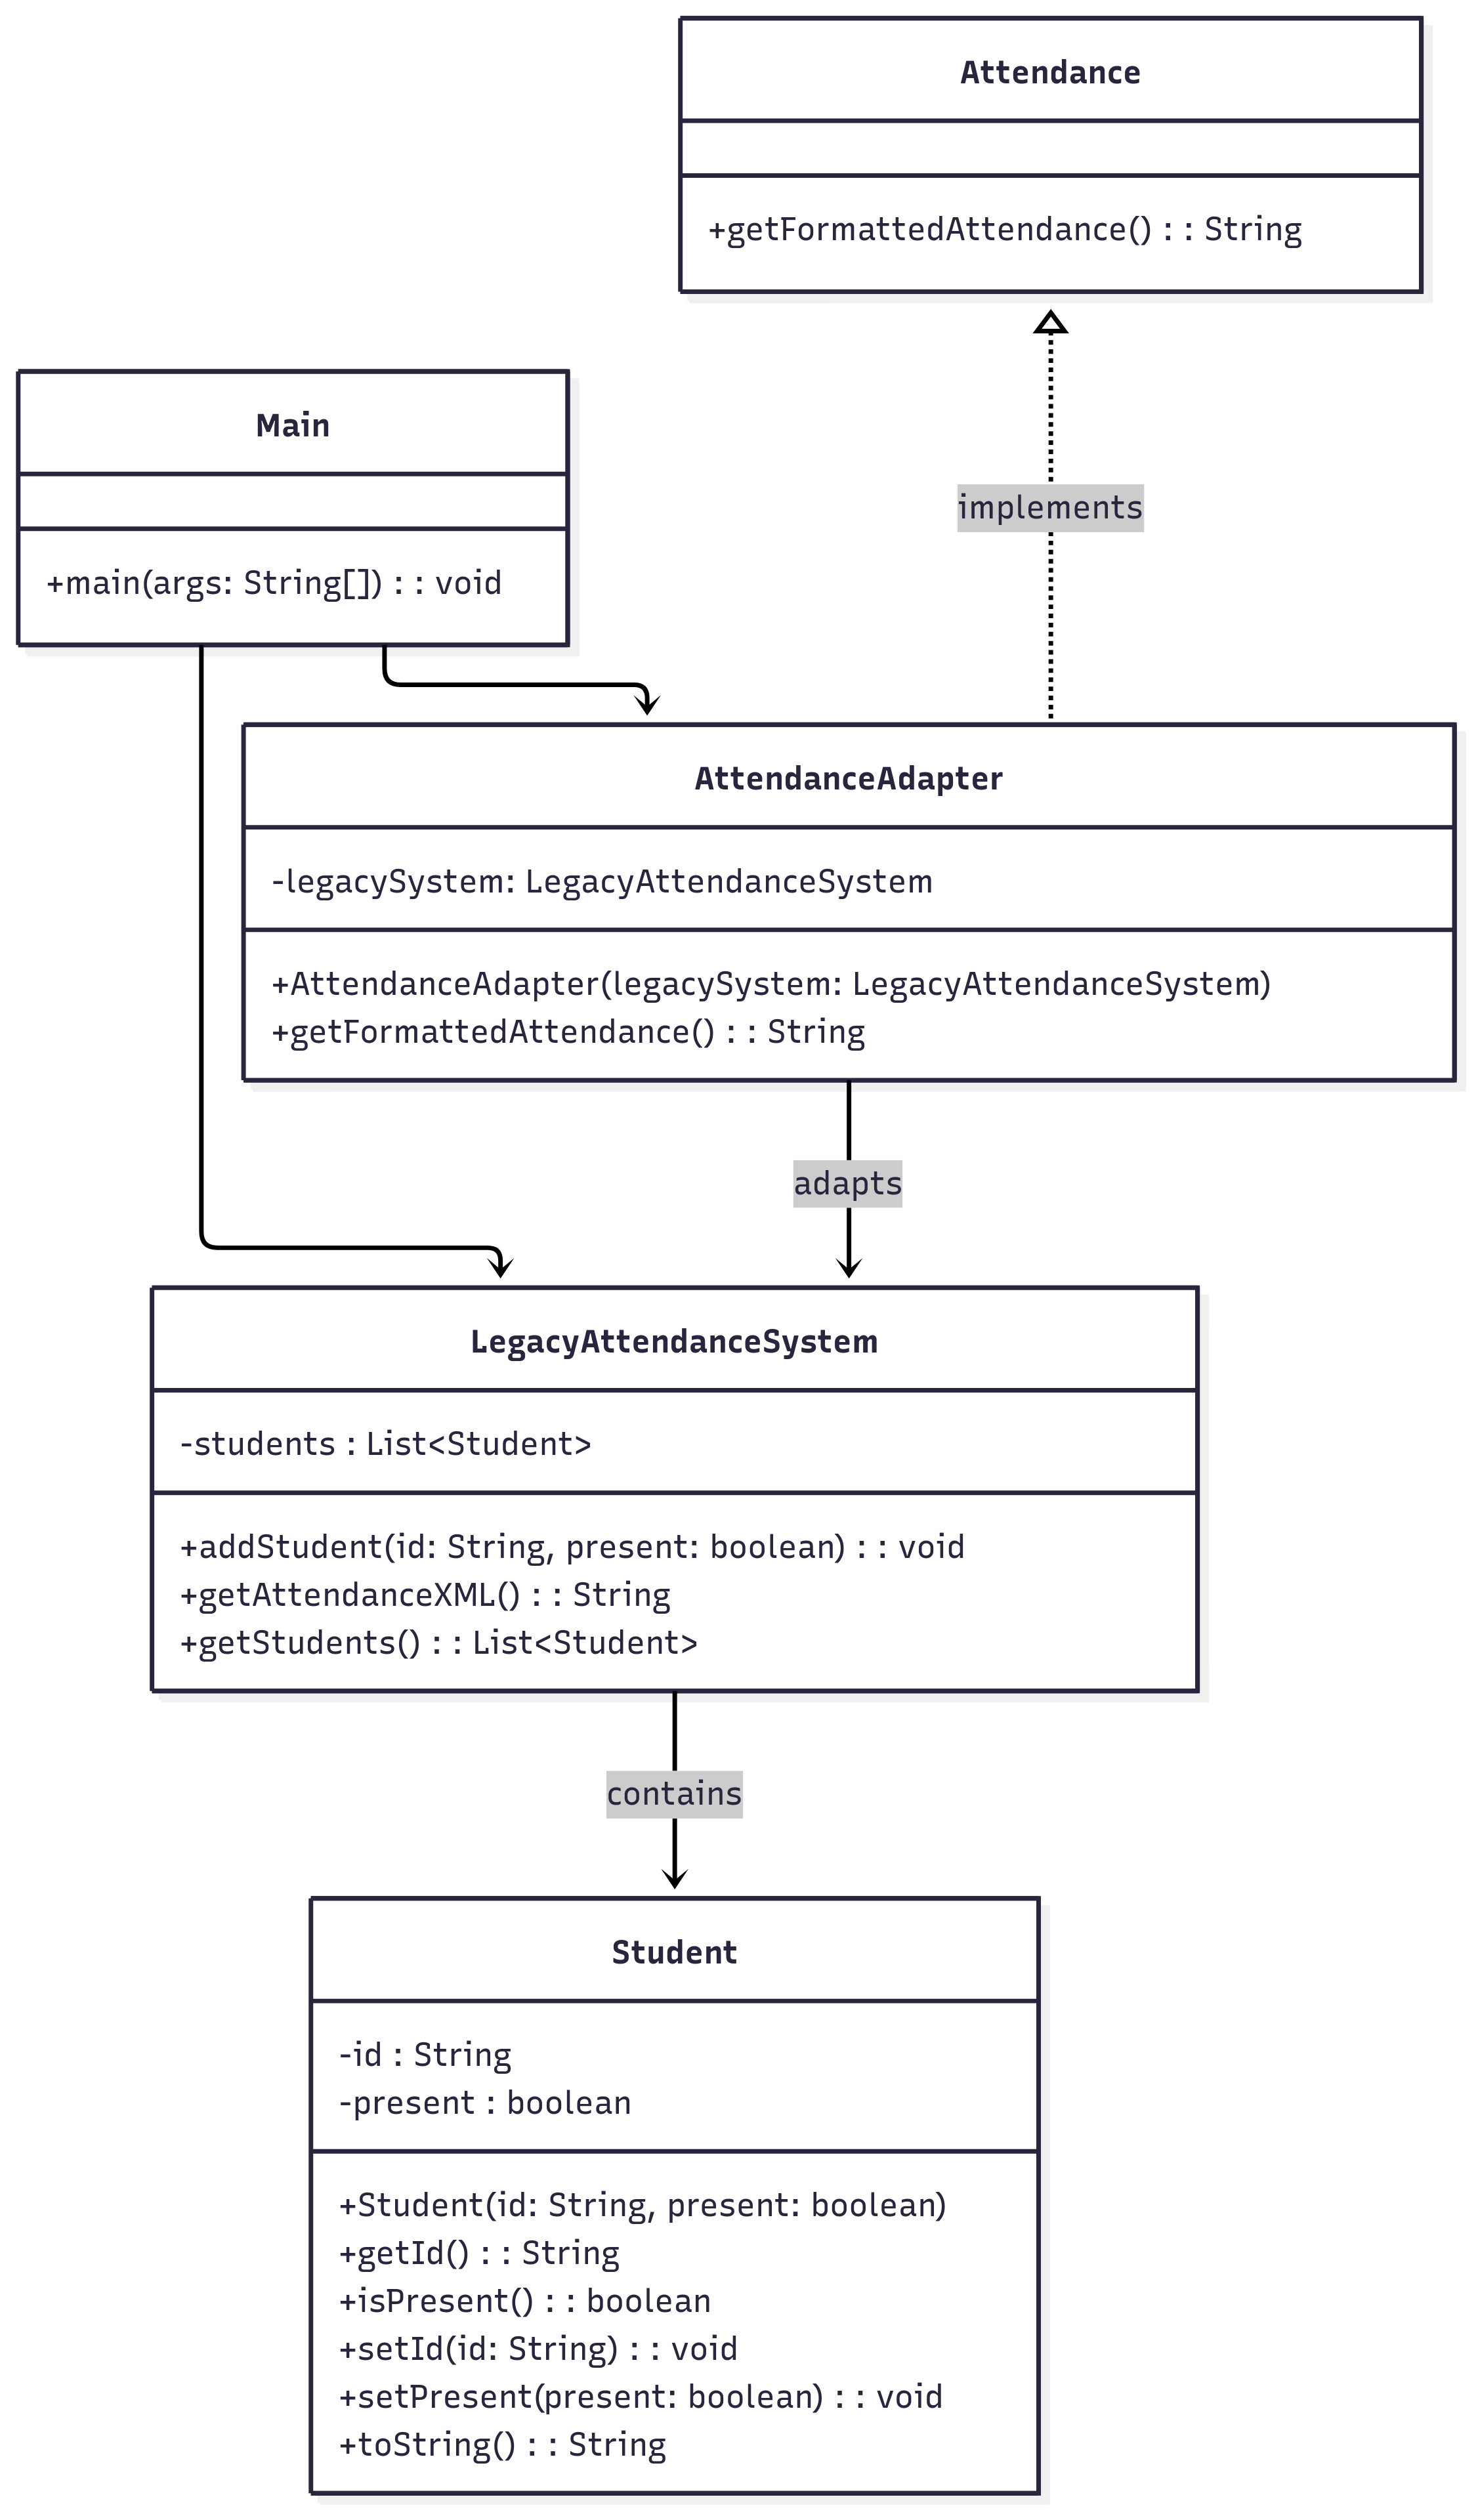 Attendance
+getFormattedAttendance() : : String
Main
+main(args: String[]) : : void
implements
AttendanceAdapter
-legacySystem: LegacyAttendanceSystem
+AttendanceAdapter(legacySystem: LegacyAttendanceSystem)
+getFormattedAttendance() : : String
adapts
LegacyAttendanceSystem
-students : List<Student>
+addStudent(id: String, present: boolean) : : void
+getAttendanceXML() : : String
+getStudents() : : List<Student>
contains
Student
-id : String
-present : boolean
+Student(id: String, present: boolean)
+getId() : : String
+isPresent() : : boolean
+setId(id: String) : : void
+setPresent(present: boolean) : : void
+toString() : : String